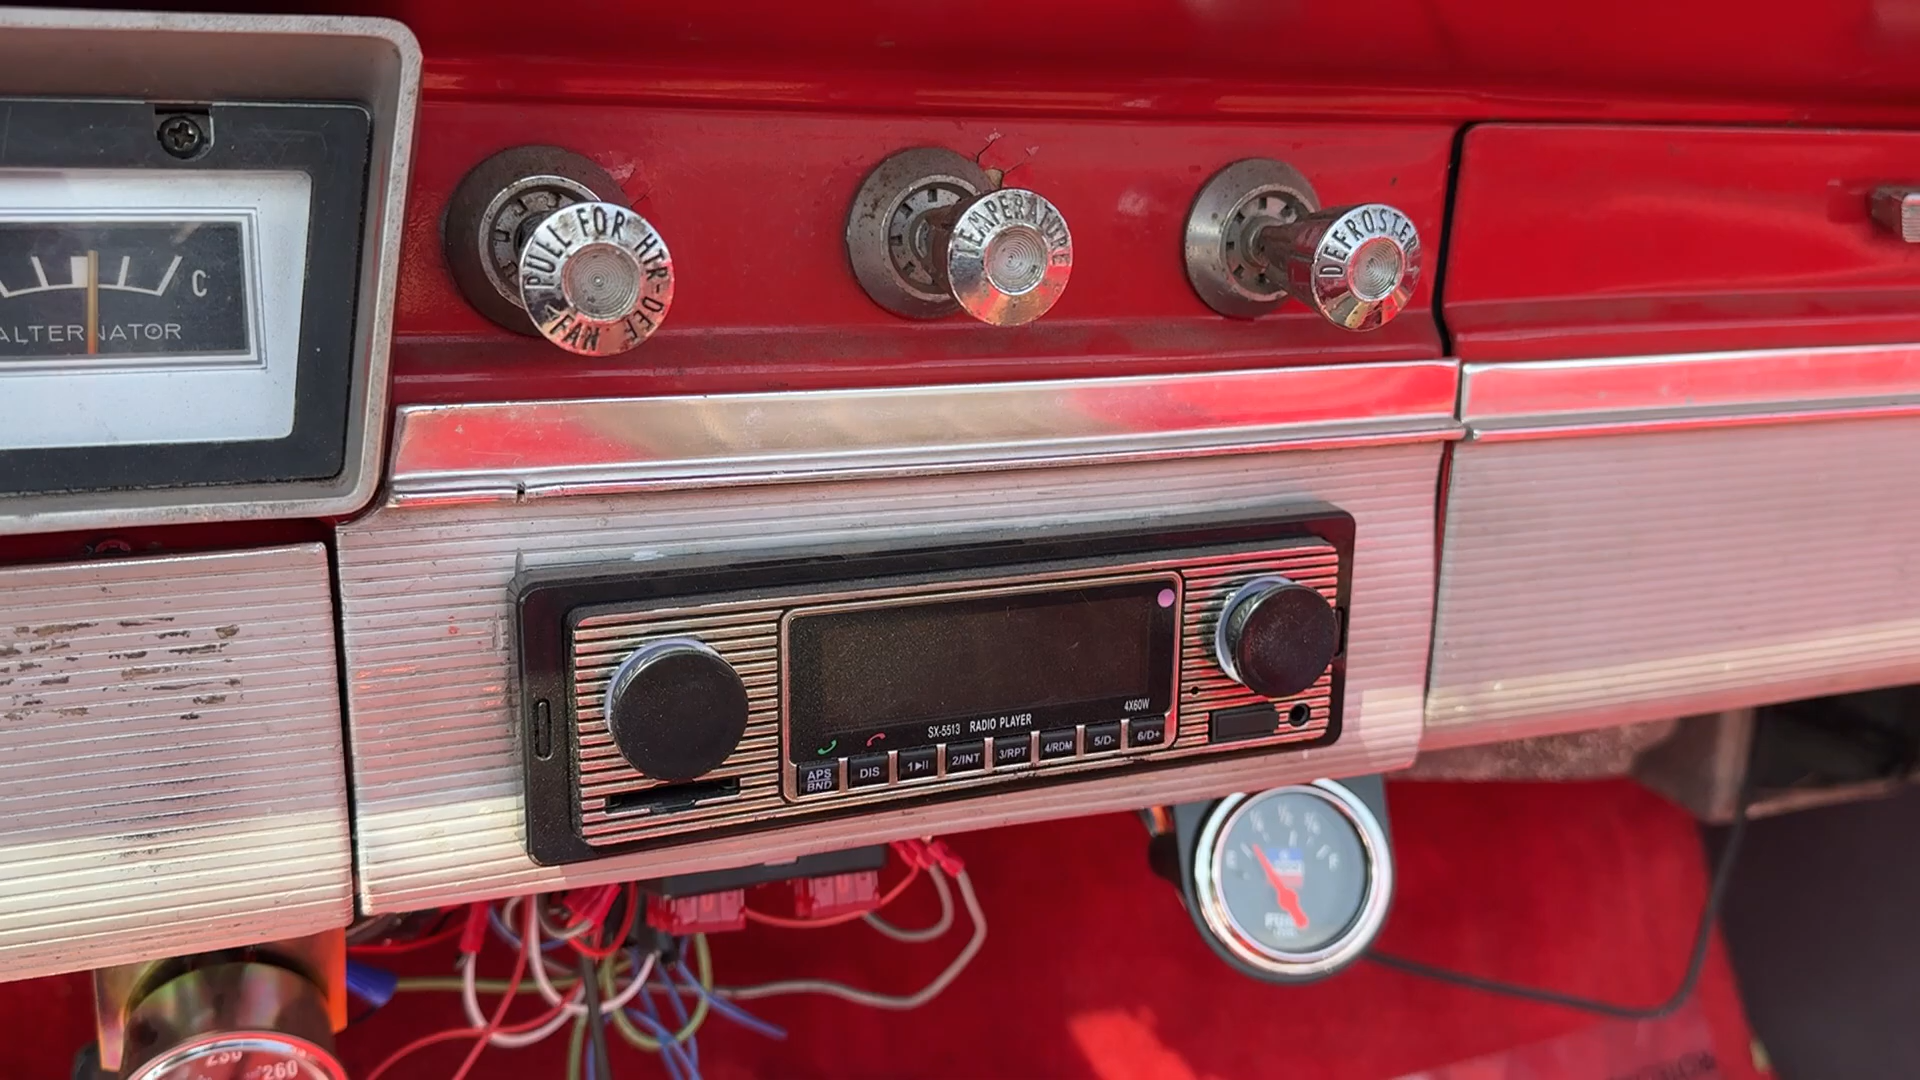 C
ALTERNATOR
PULL FOR HTR-DEF
FAN
TEMPERATURE
DEFROSTER
SX-5513 RADIO PLAYER
4X60W
APS
BND
DIS
1
2/INT
3/RPT
4/RDM
5/D-
6/D+
230
260